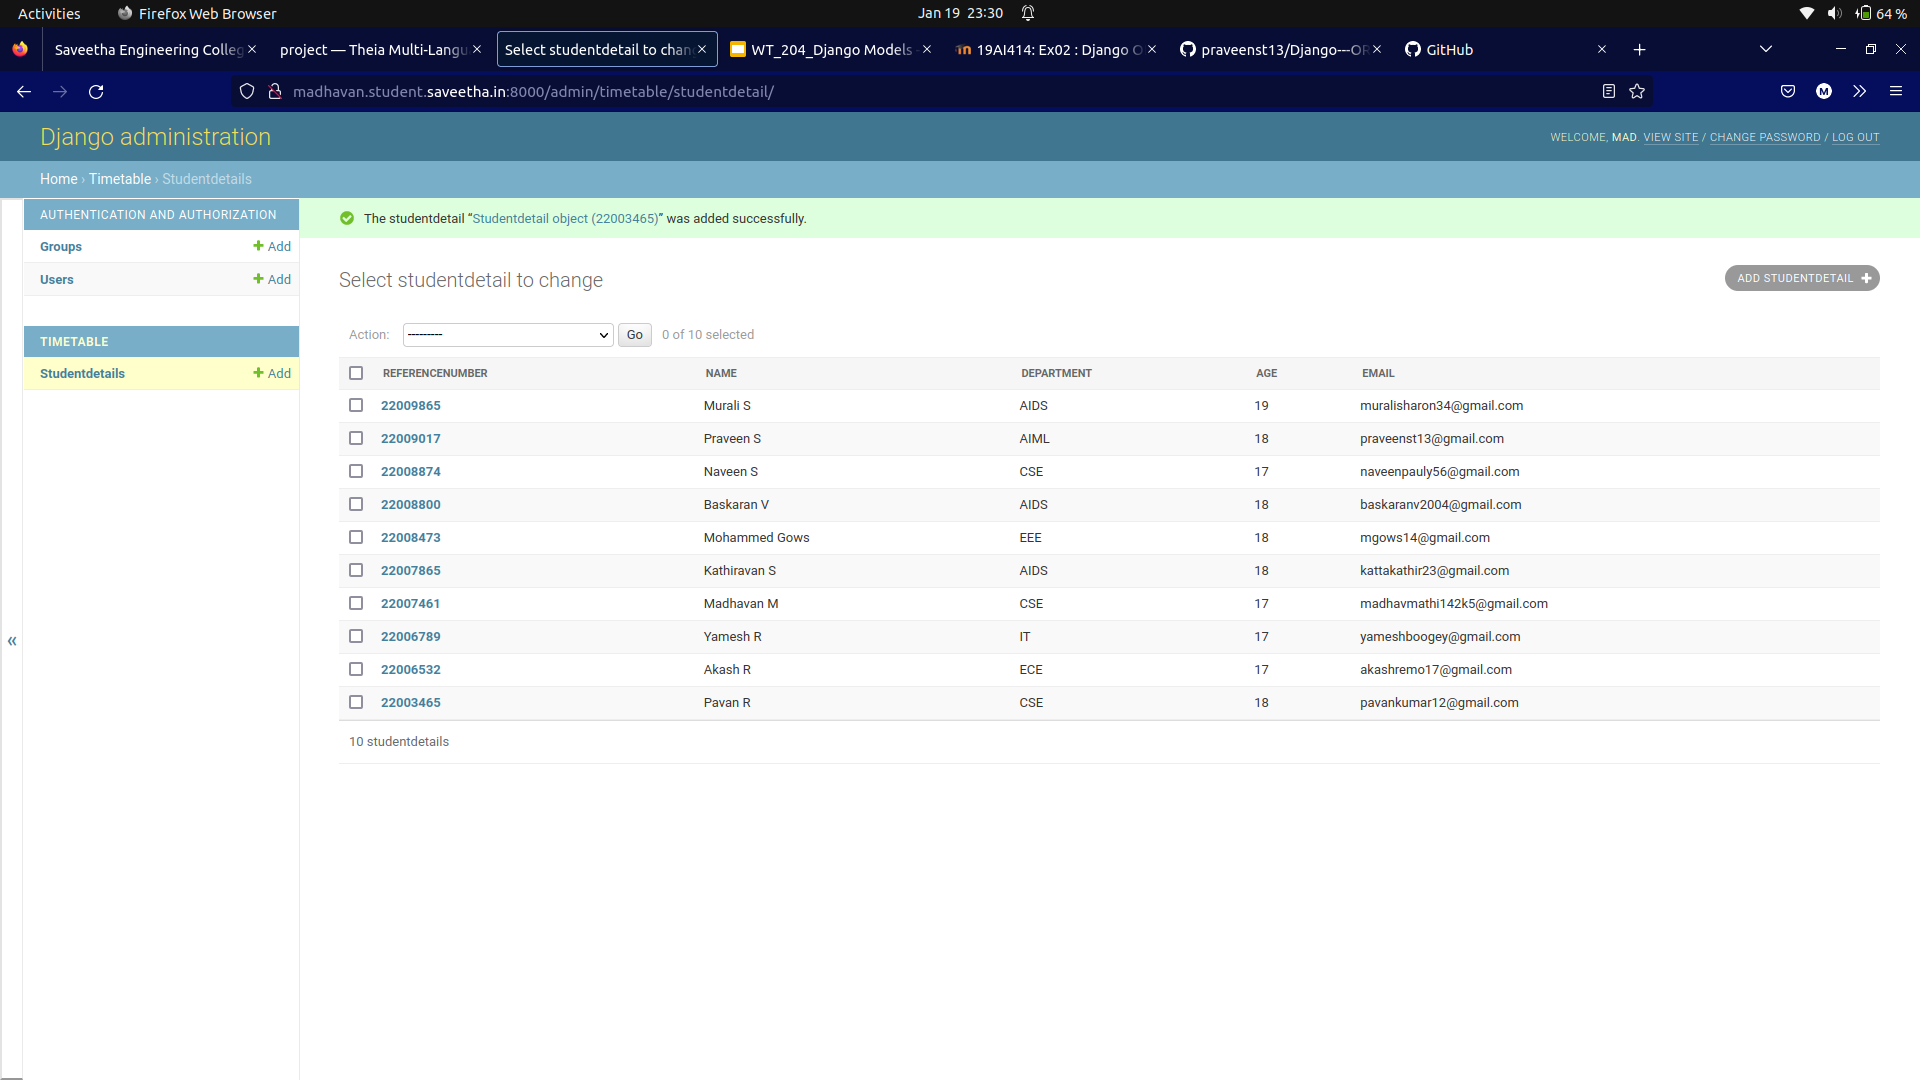 Activities Firefox Web Browser Jan 19 23:30 64 %
Saveetha Engineering Colleg project — Theia Multi-Langu Select studentdetail to chan WT_204_Django Models - 19AI414: Ex02 : Django O praveenst13/Django---OR GitHub
madhavan.student.saveetha.in:8000/admin/timetable/studentdetail/ M
Django administration WELCOME, MAD. VIEW SITE / CHANGE PASSWORD / LOG OUT
Home › Timetable › Studentdetails
AUTHENTICATION AND AUTHORIZATION
Groups + Add
Users + Add
TIMETABLE
Studentdetails + Add
«
The studentdetail “Studentdetail object (22003465)” was added successfully.
Select studentdetail to change ADD STUDENTDETAIL +
Action: --------- Go 0 of 10 selected
REFERENCENUMBER NAME DEPARTMENT AGE EMAIL
22009865 Murali S AIDS 19 muralisharon34@gmail.com
22009017 Praveen S AIML 18 praveenst13@gmail.com
22008874 Naveen S CSE 17 naveenpauly56@gmail.com
22008800 Baskaran V AIDS 18 baskaranv2004@gmail.com
22008473 Mohammed Gows EEE 18 mgows14@gmail.com
22007865 Kathiravan S AIDS 18 kattakathir23@gmail.com
22007461 Madhavan M CSE 17 madhavmathi142k5@gmail.com
22006789 Yamesh R IT 17 yameshboogey@gmail.com
22006532 Akash R ECE 17 akashremo17@gmail.com
22003465 Pavan R CSE 18 pavankumar12@gmail.com
10 studentdetails